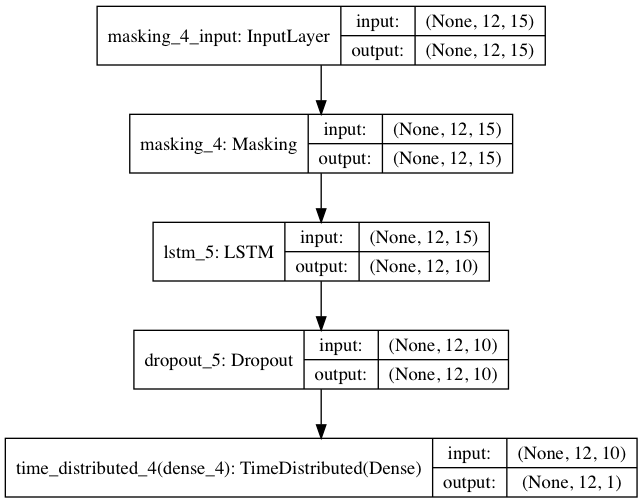 masking_4_input: InputLayer
input: (None, 12, 15)
output: (None, 12, 15)
masking_4: Masking
input: (None, 12, 15)
output: (None, 12, 15)
lstm_5: LSTM
input: (None, 12, 15)
output: (None, 12, 10)
dropout_5: Dropout
input: (None, 12, 10)
output: (None, 12, 10)
time_distributed_4(dense_4): TimeDistributed(Dense)
input: (None, 12, 10)
output: (None, 12, 1)